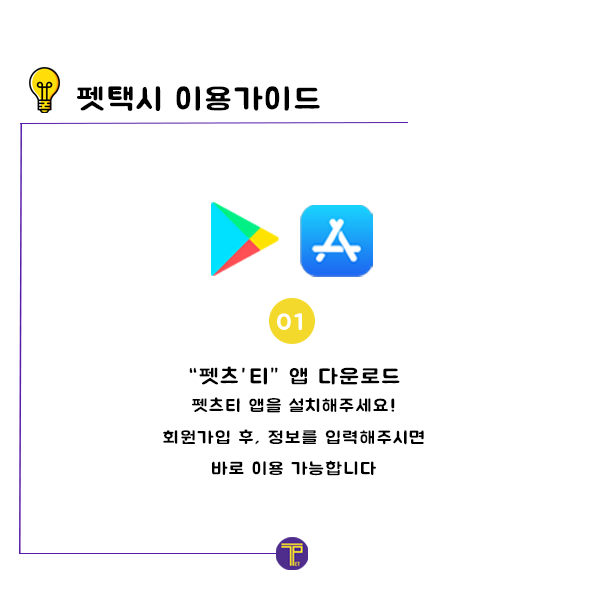 펫택시 이용가이드
01
“펫츠'티” 앱 다운로드
펫츠티 앱을 설치해주세요!
회원가입 후, 정보를 입력해주시면
바로 이용 가능합니다
TPET